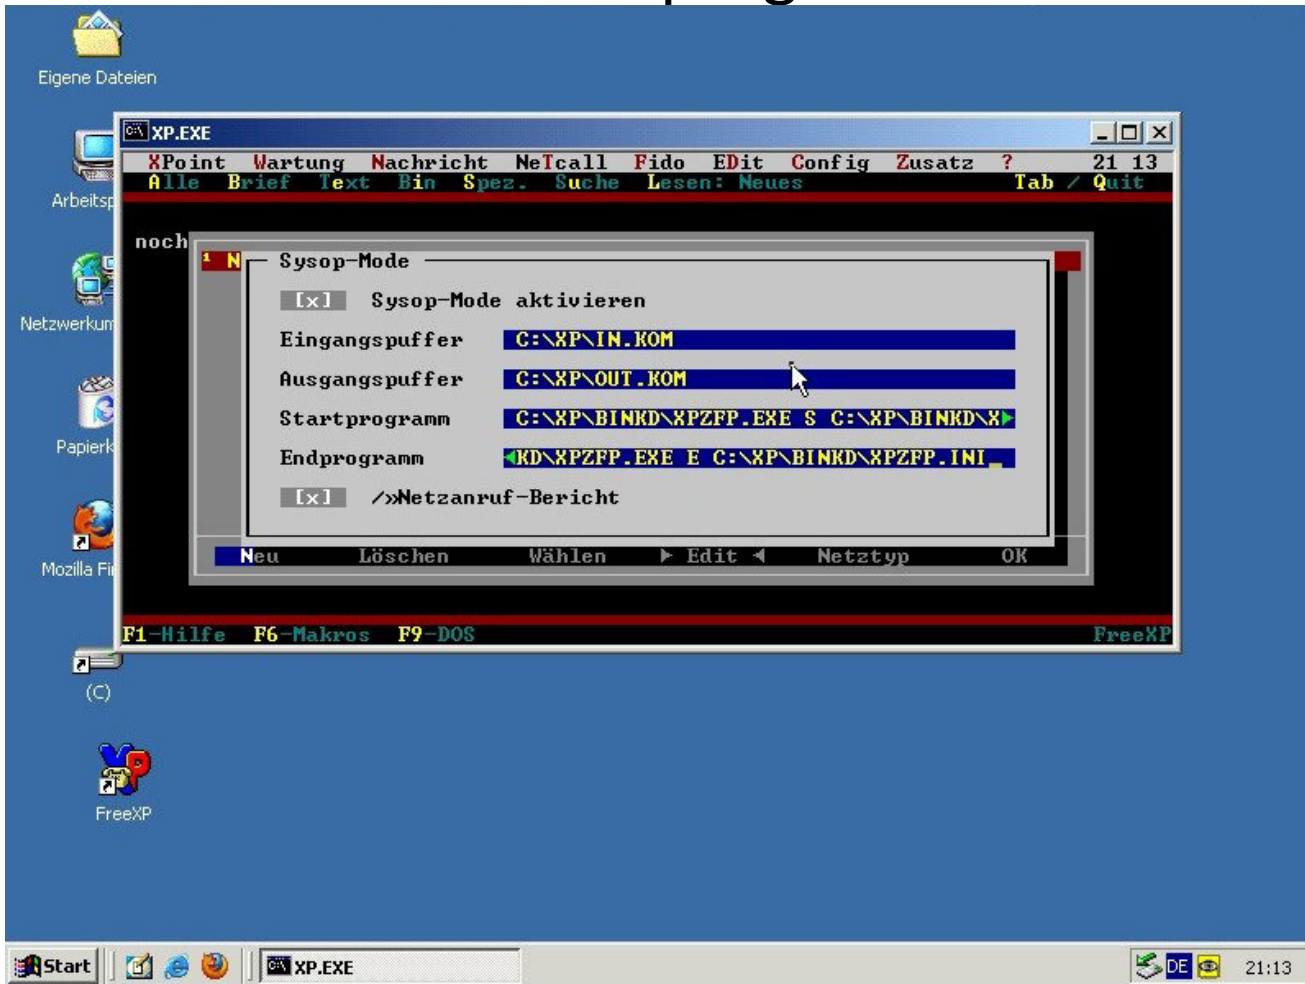 Eigene Dateien
XP.EXE
XPoint Wartung Nachricht NeTcall Fido EDit Config Zusatz ? 21 13
Alle Brief Text Bin Spez. Suche Lesen: Neues Tab / Quit
Arbeitsp
noch
1 N Sysop-Mode
[x] Sysop-Mode aktivieren
Netzwerkum
Eingangspuffer C:\XP\IN.KOM
Ausgangspuffer C:\XP\OUT.KOM
Startprogramm C:\XP\BINKD\XPZFP.EXE S C:\XP\BINKD\X
Papierk
Endprogramm KD\XPZFP.EXE E C:\XP\BINKD\XPZFP.INI_
[x] /»Netzanruf-Bericht
Neu Löschen Wählen ► Edit ◄ Netztyp OK
Mozilla Fi
F1-Hilfe F6-Makros F9-DOS FreeXP
(C)
FreeXP
Start XP.EXE DE 21:13